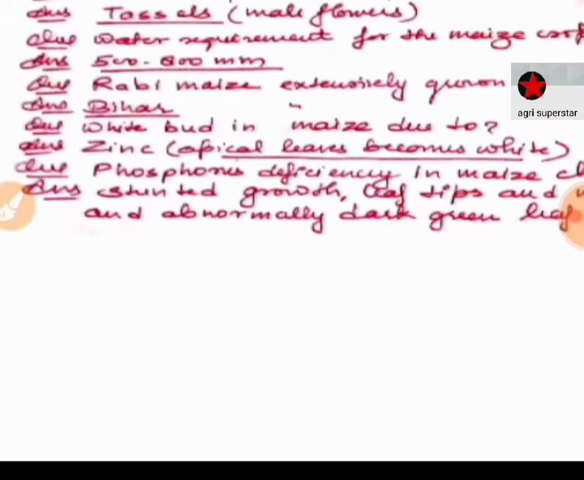 Ans Tassels (male flowers)
Que Water requirement for the maize
Ans 500-800 mm
Que Rabi maize extensively grown
Ans Bihar
Que White bud in maize due to?
Ans Zinc (apical leaves becomes white)
Que Phosphorus deficiency in maize
Ans stunted growth, leaf tips and
and abnormally dark green leaf
agri superstar